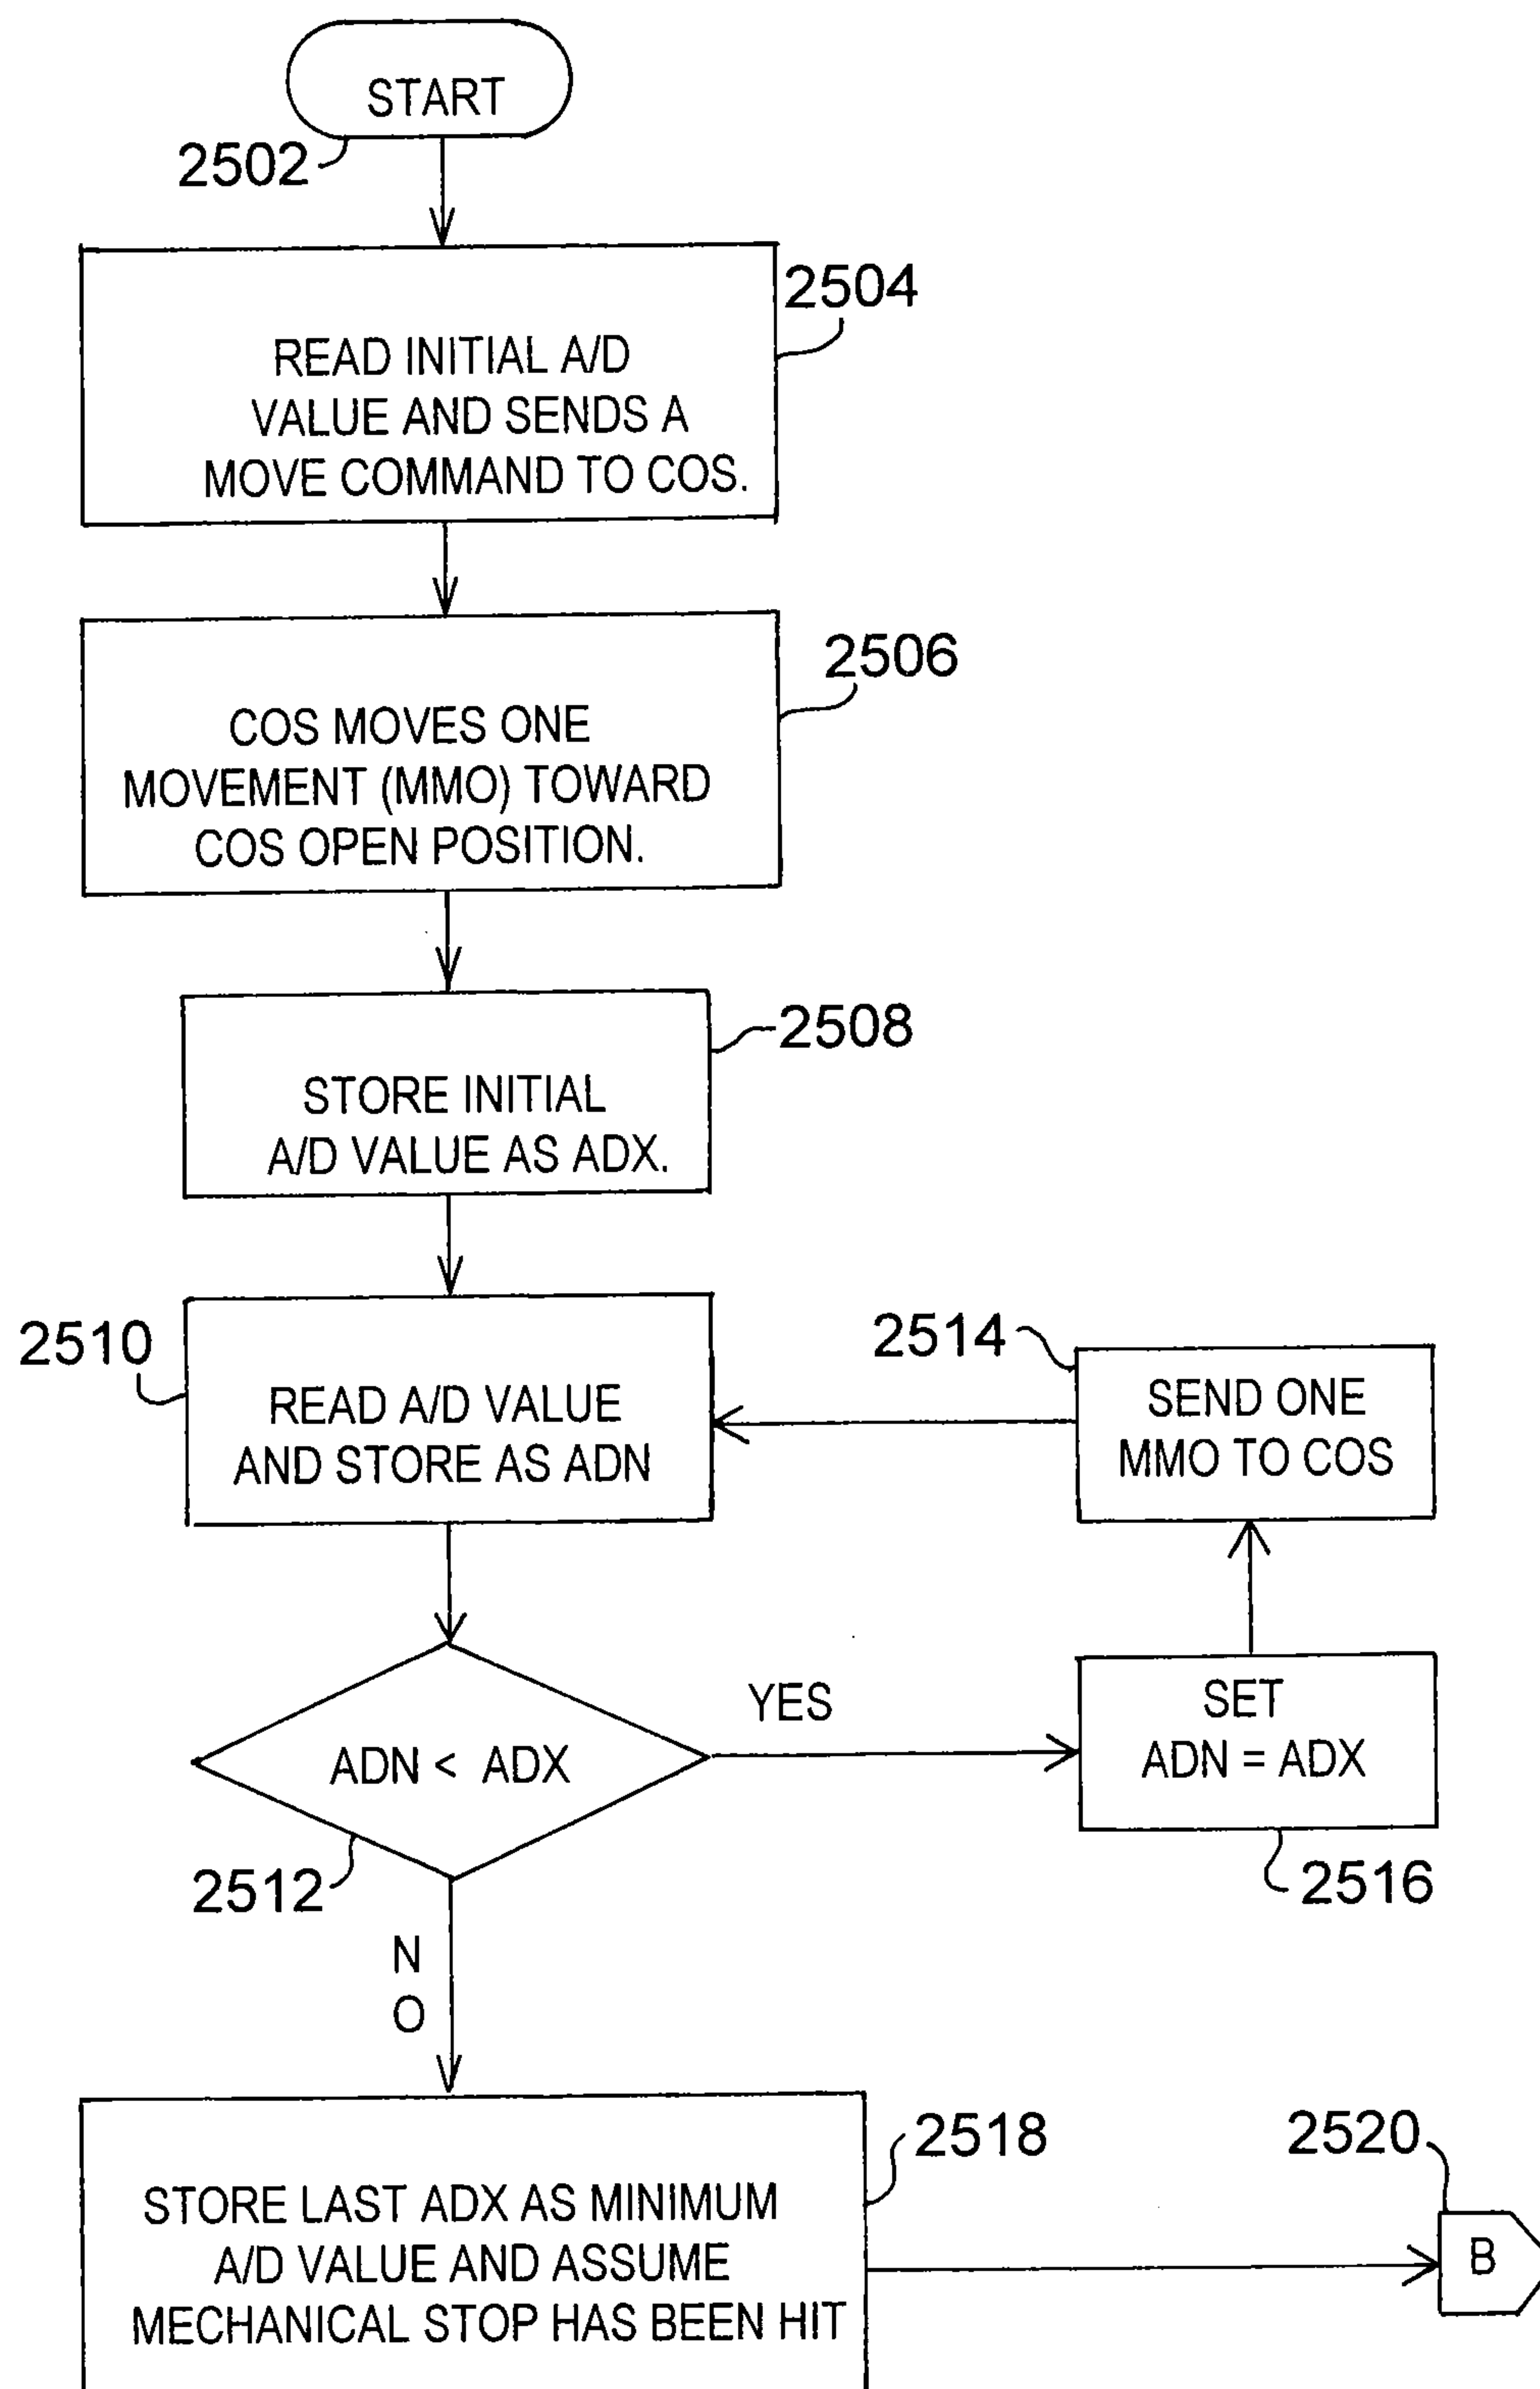 START
2502
2504
READ INITIAL A/D
VALUE AND SENDS A
MOVE COMMAND TO COS.
2506
COS MOVES ONE
MOVEMENT (MMO) TOWARD
COS OPEN POSITION.
2508
STORE INITIAL
A/D VALUE AS ADX.
2510
READ A/D VALUE
AND STORE AS ADN
2514
SEND ONE
MMO TO COS
ADN < ADX
2512
YES
SET
ADN = ADX
2516
N
O
2518
STORE LAST ADX AS MINIMUM
A/D VALUE AND ASSUME
MECHANICAL STOP HAS BEEN HIT
2520
B